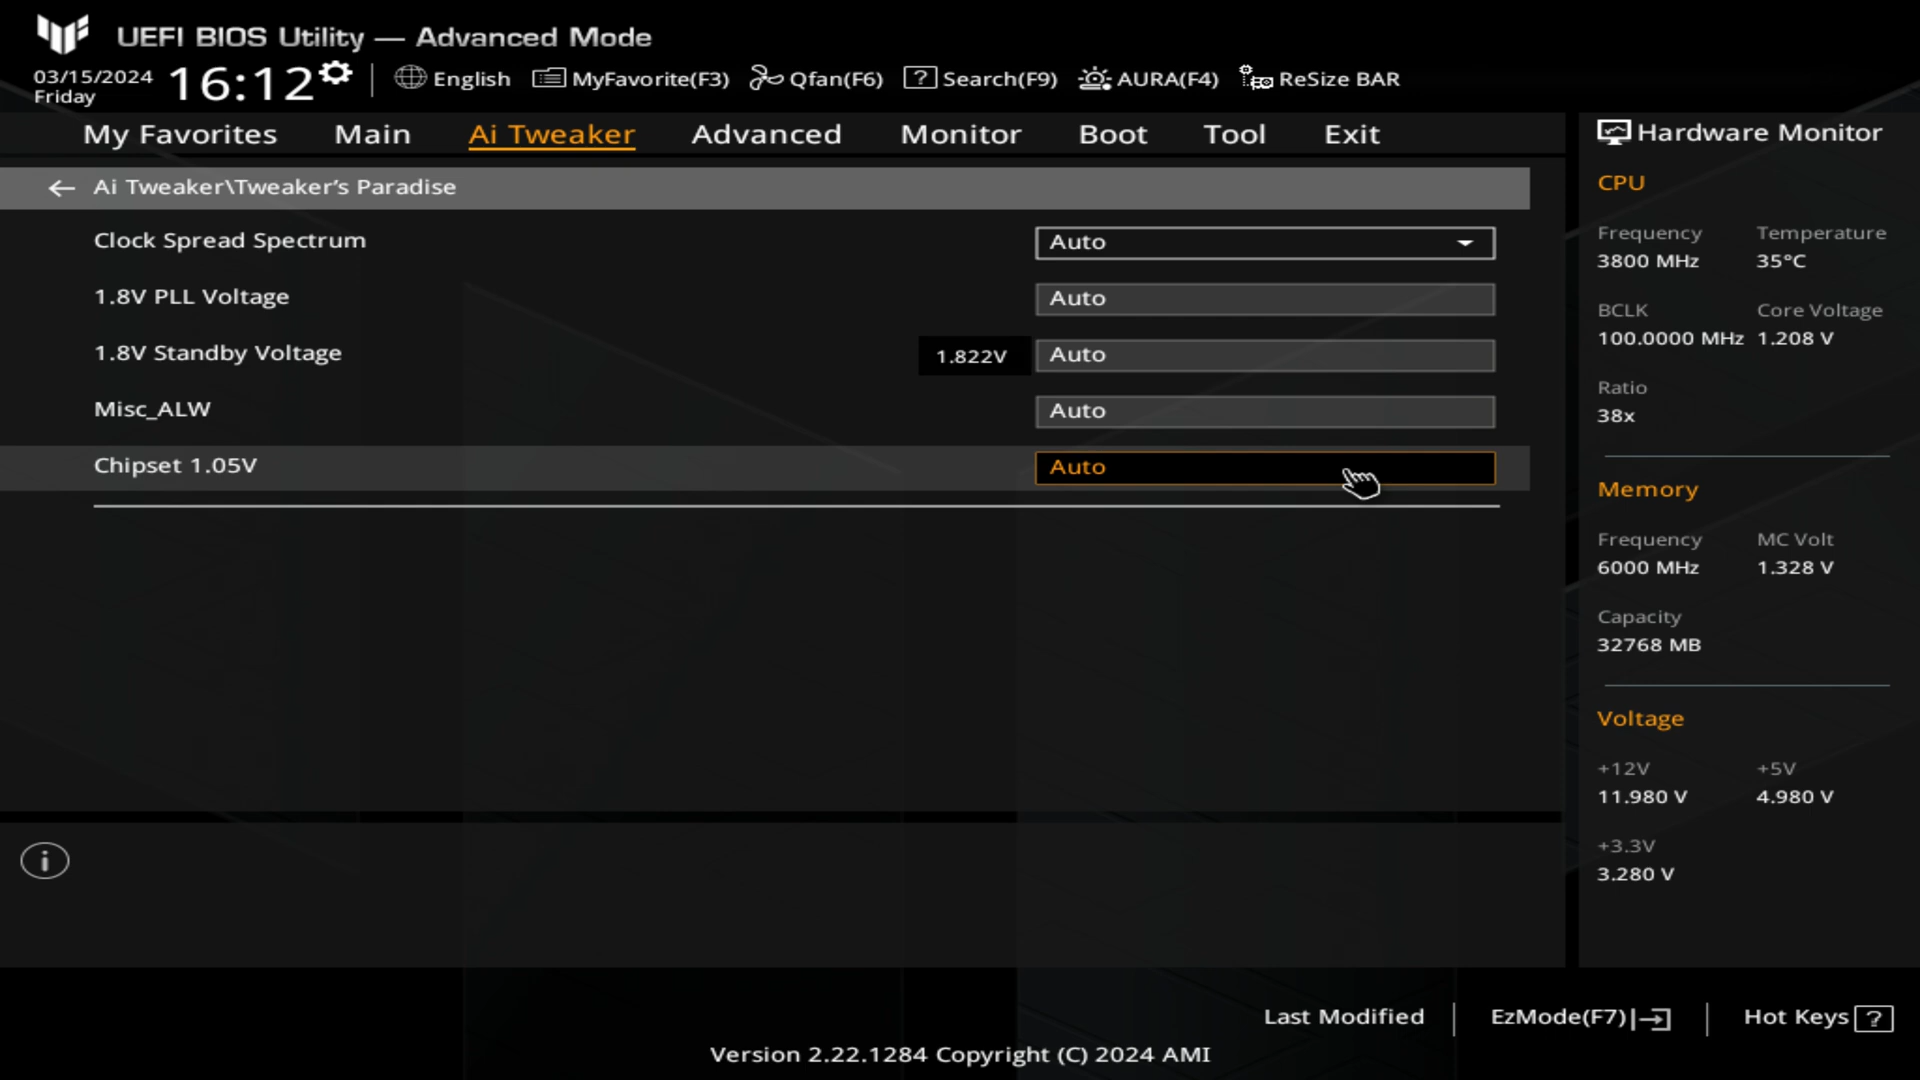 UEFI BIOS Utility — Advanced Mode
03/15/2024
Friday
16:12
English
MyFavorite(F3)
Qfan(F6)
Search(F9)
AURA(F4)
ReSize BAR
My Favorites
Main
Ai Tweaker
Advanced
Monitor
Boot
Tool
Exit
Ai Tweaker\Tweaker's Paradise
Clock Spread Spectrum Auto
1.8V PLL Voltage Auto
1.8V Standby Voltage 1.822V Auto
Misc_ALW Auto
Chipset 1.05V Auto
Hardware Monitor
CPU
Frequency Temperature
3800 MHz 35°C
BCLK Core Voltage
100.0000 MHz 1.208 V
Ratio
38x
Memory
Frequency MC Volt
6000 MHz 1.328 V
Capacity
32768 MB
Voltage
+12V +5V
11.980 V 4.980 V
+3.3V
3.280 V
Last Modified
EzMode(F7)
Hot Keys ?
Version 2.22.1284 Copyright (C) 2024 AMI